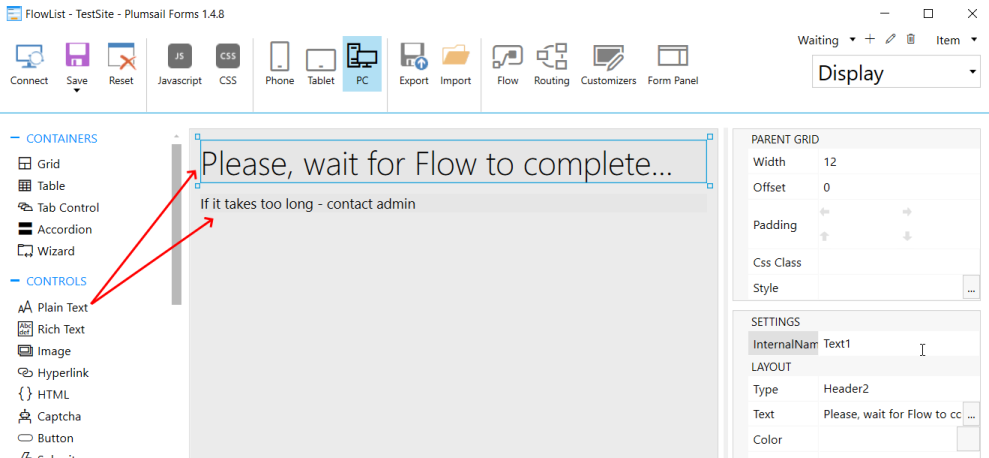 FlowList - TestSite - Plumsail Forms 1.4.8
Waiting Item
Display
Connect Save Reset JS Javascript CSS CSS Phone Tablet PC Export Import Flow Routing Customizers Form Panel
CONTAINERS
Grid
Table
Tab Control
Accordion
Wizard
CONTROLS
Plain Text
Abc def Rich Text
Image
Hyperlink
{} HTML
Captcha
Button
Please, wait for Flow to complete...
If it takes too long - contact admin
PARENT GRID
Width 12
Offset 0
Padding
Css Class
Style ...
SETTINGS
InternalNam Text1
LAYOUT
Type Header2
Text Please, wait for Flow to cc ...
Color